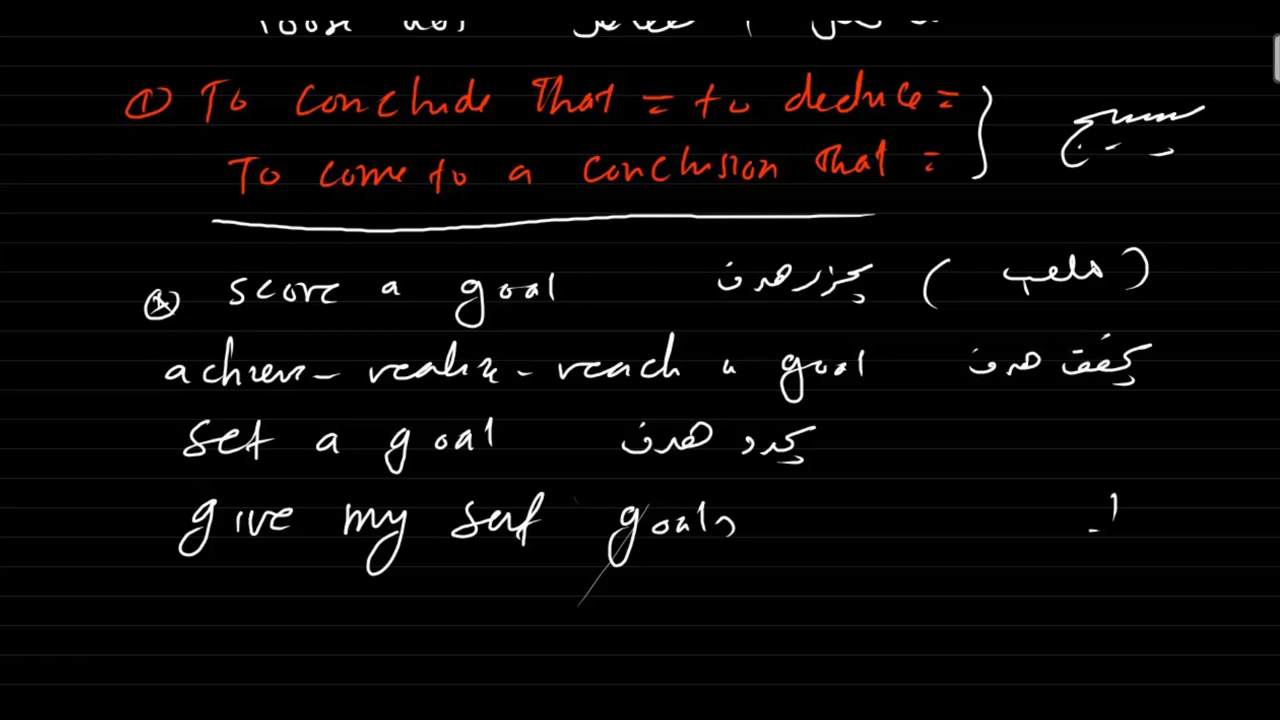 ① To conclude that = to deduce =
To come to a conclusion that = } يستنتج
score a goal يحرز هدف ( ملعب )
achieve - realize - reach a goal يحقق هدف
set a goal يحدد هدف
give my self goals